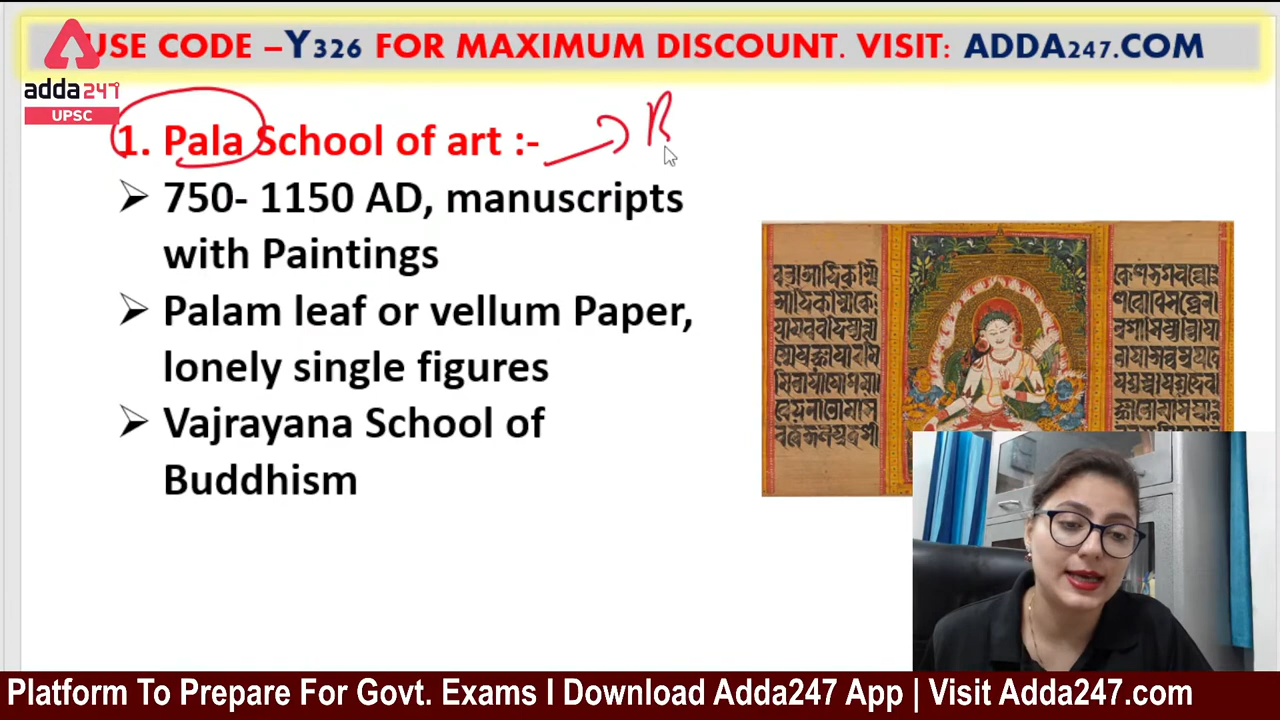 USE CODE –Y326 FOR MAXIMUM DISCOUNT. VISIT: ADDA247.COM
adda247
UPSC
1. Pala School of art :-
➢ 750- 1150 AD, manuscripts
with Paintings
➢ Palam leaf or vellum Paper,
lonely single figures
➢ Vajrayana School of
Buddhism
Platform To Prepare For Govt. Exams I Download Adda247 App | Visit Adda247.com